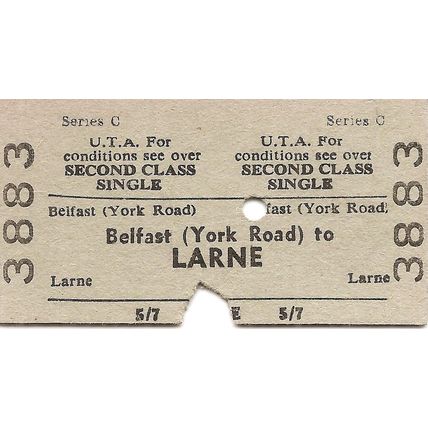 Series C Series C
U.T.A. For U.T.A. For
conditions see over conditions see over
SECOND CLASS SECOND CLASS
SINGLE SINGLE
Belfast (York Road) fast (York Road)
Belfast (York Road) to
LARNE
Larne Larne
5/7 E 5/7
3883 3883